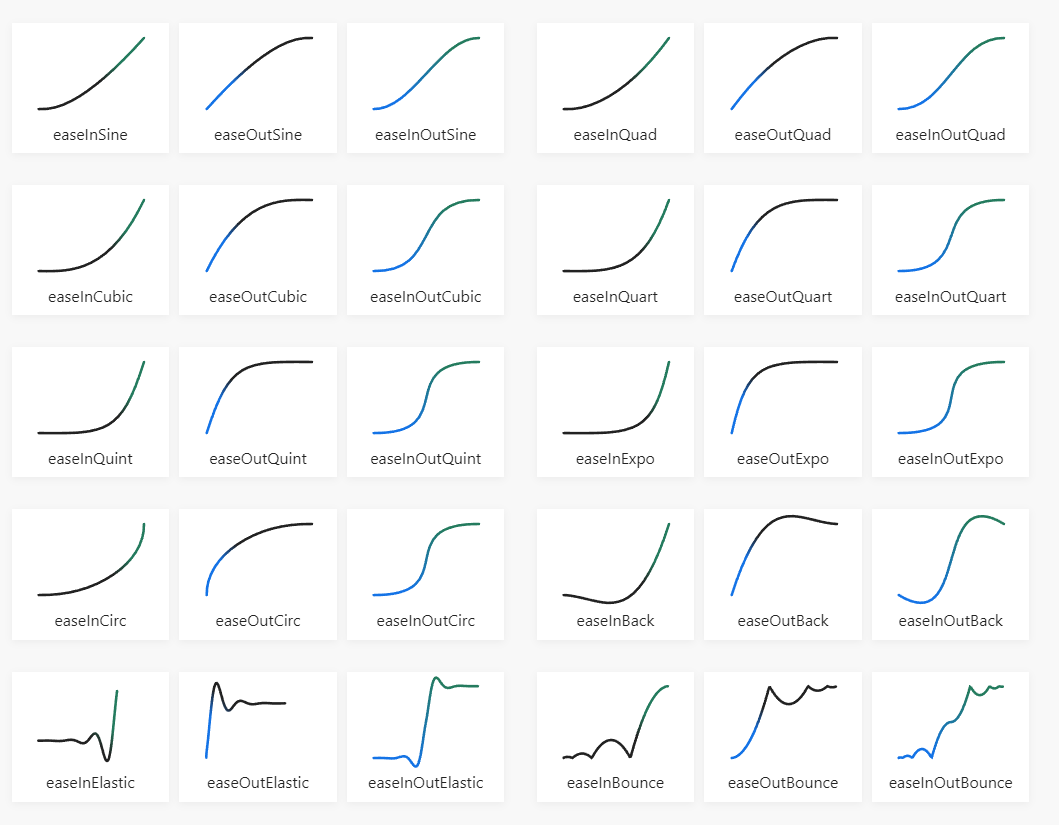 easeInSine easeOutSine easeInOutSine easeInQuad easeOutQuad easeInOutQuad
easeInCubic easeOutCubic easeInOutCubic easeInQuart easeOutQuart easeInOutQuart
easeInQuint easeOutQuint easeInOutQuint easeInExpo easeOutExpo easeInOutExpo
easeInCirc easeOutCirc easeInOutCirc easeInBack easeOutBack easeInOutBack
easeInElastic easeOutElastic easeInOutElastic easeInBounce easeOutBounce easeInOutBounce